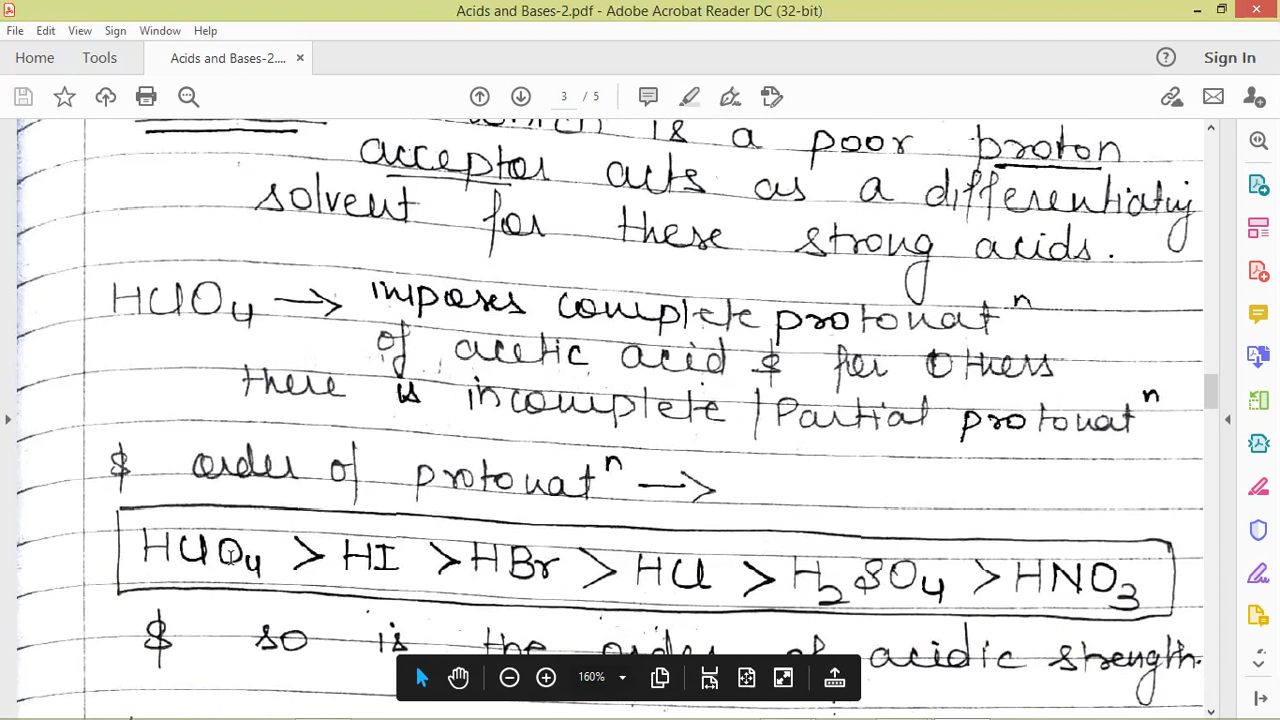 Acids and Bases-2.pdf - Adobe Acrobat Reader DC (32-bit)
File Edit View Sign Window Help
Home Tools Acids and Bases-2.... ×
3 / 5
Sign In
which is a poor proton
acceptor acts as a differentiating
solvent for these strong acids.
HClO4 → imposes complete protonatn
of acetic acid & for others
there is incomplete / Partial protonatn
& order of protonatn →
HClO4 > HI > HBr > HCl > H2SO4 > HNO3
& so is the order of acidic strength.
160%